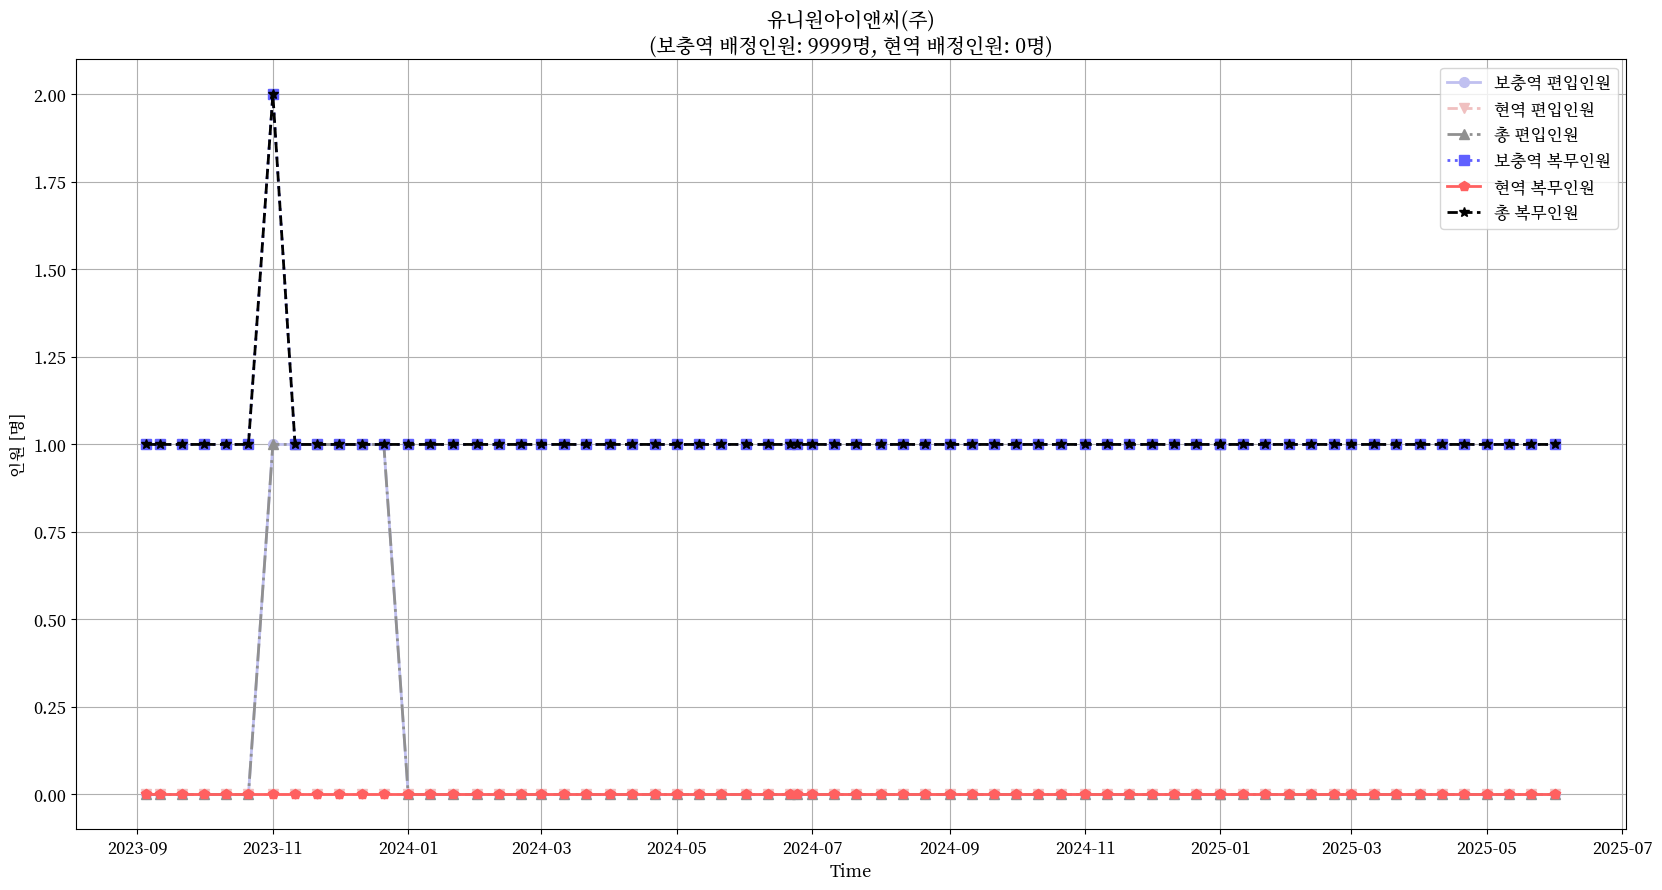 유니원아이앤씨(주)
(보충역 배정인원: 9999명, 현역 배정인원: 0명)
보충역 편입인원
현역 편입인원
총 편입인원
보충역 복무인원
현역 복무인원
총 복무인원
인원 [명]
2.00
1.75
1.50
1.25
1.00
0.75
0.50
0.25
0.00
2023-09 2023-11 2024-01 2024-03 2024-05 2024-07 2024-09 2024-11 2025-01 2025-03 2025-05 2025-07
Time